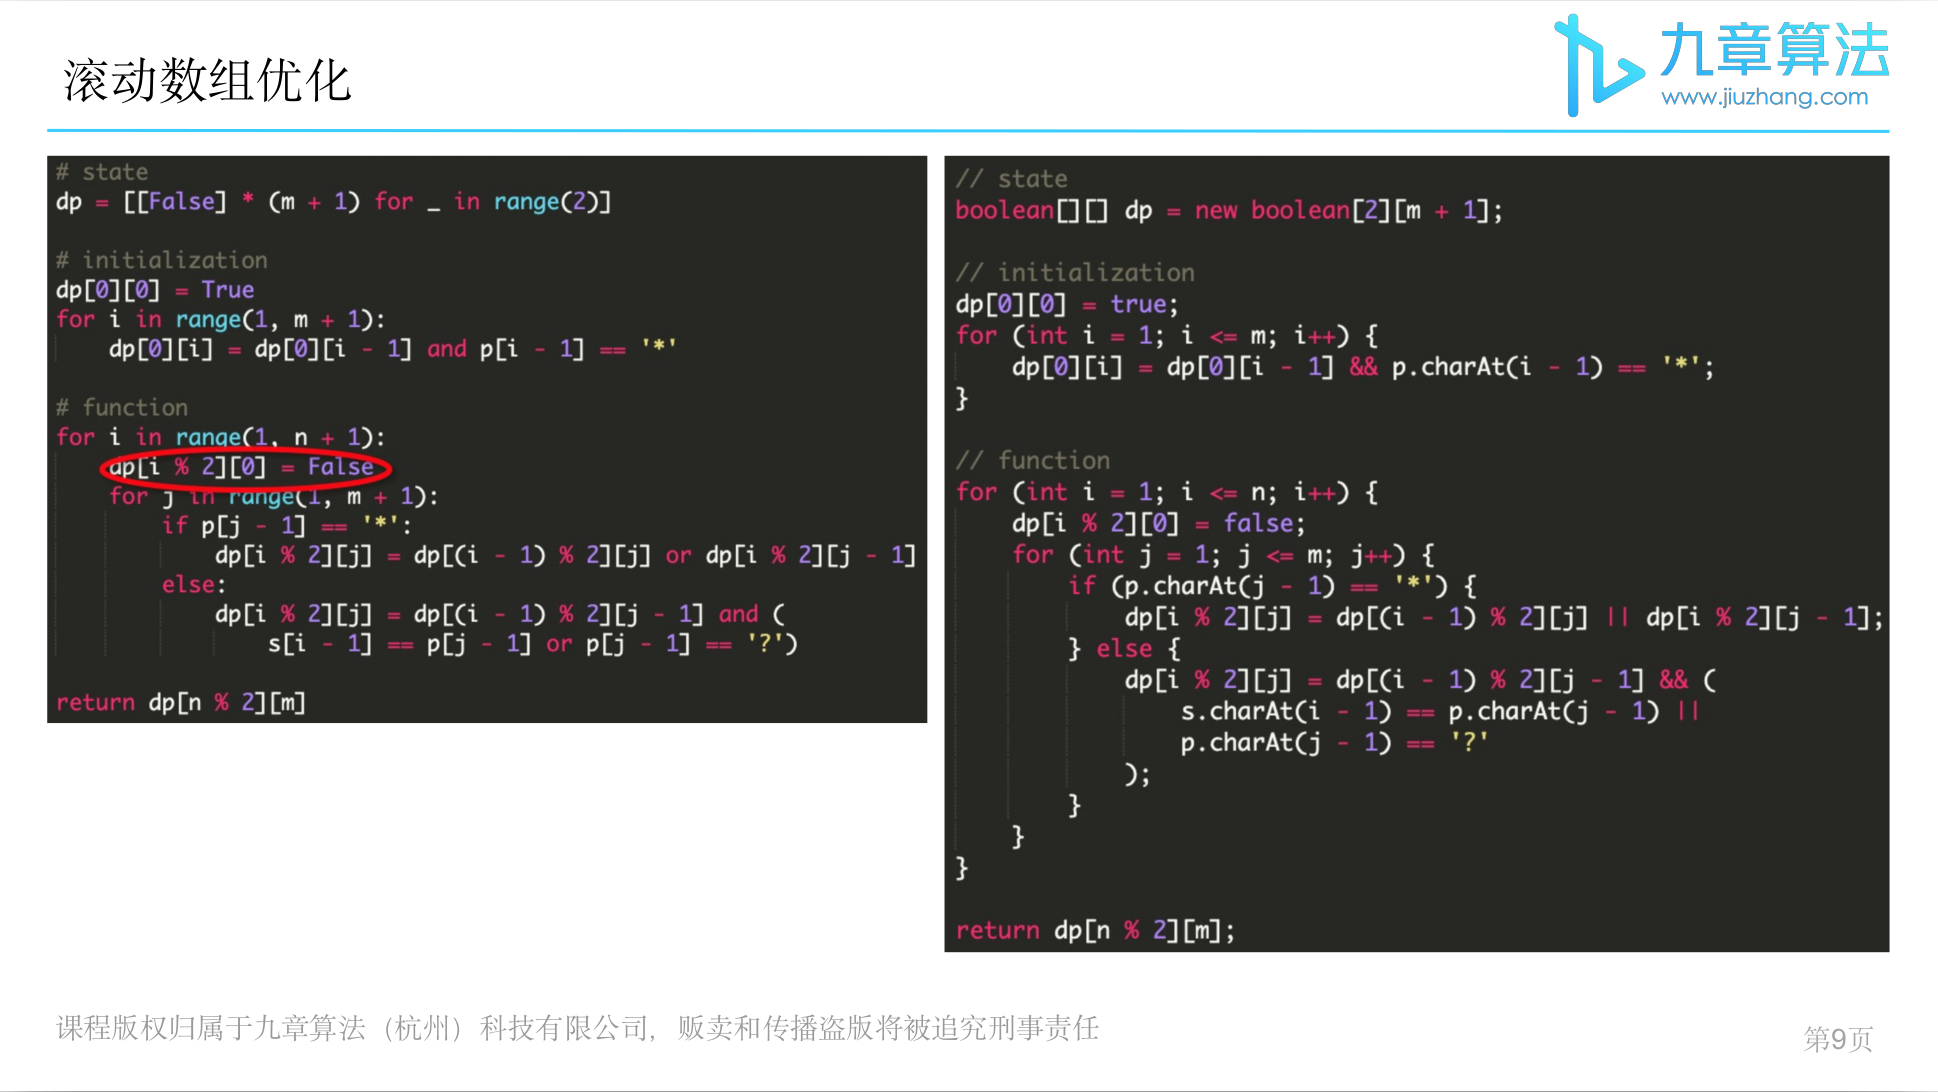 滚动数组优化
九章算法
www.jiuzhang.com
# state
dp = [[False] * (m + 1) for _ in range(2)]
# initialization
dp[0][0] = True
for i in range(1, m + 1):
    dp[0][i] = dp[0][i - 1] and p[i - 1] == '*'
# function
for i in range(1, n + 1):
    dp[i % 2][0] = False
    for j in range(1, m + 1):
        if p[j - 1] == '*':
            dp[i % 2][j] = dp[(i - 1) % 2][j] or dp[i % 2][j - 1]
        else:
            dp[i % 2][j] = dp[(i - 1) % 2][j - 1] and (
                s[i - 1] == p[j - 1] or p[j - 1] == '?')
return dp[n % 2][m]
// state
boolean[][] dp = new boolean[2][m + 1];
// initialization
dp[0][0] = true;
for (int i = 1; i <= m; i++) {
    dp[0][i] = dp[0][i - 1] && p.charAt(i - 1) == '*';
}
// function
for (int i = 1; i <= n; i++) {
    dp[i % 2][0] = false;
    for (int j = 1; j <= m; j++) {
        if (p.charAt(j - 1) == '*') {
            dp[i % 2][j] = dp[(i - 1) % 2][j] || dp[i % 2][j - 1];
        } else {
            dp[i % 2][j] = dp[(i - 1) % 2][j - 1] && (
                s.charAt(i - 1) == p.charAt(j - 1) ||
                p.charAt(j - 1) == '?'
            );
        }
    }
}
return dp[n % 2][m];
课程版权归属于九章算法（杭州）科技有限公司，贩卖和传播盗版将被追究刑事责任
第9页